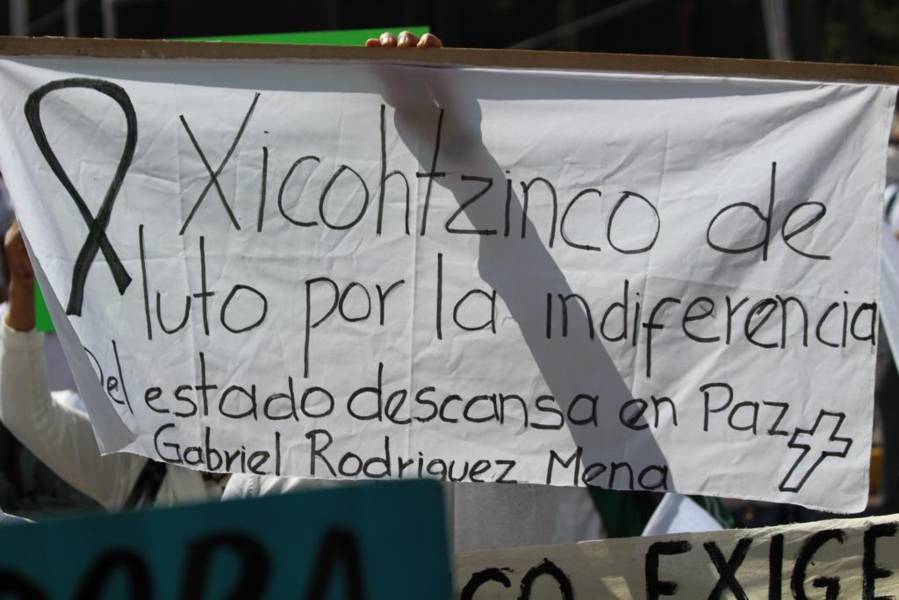 Xicohtzinco de
luto por la indiferencia
Del estado descansa en Paz
Gabriel Rodriguez Mena
EXIGE